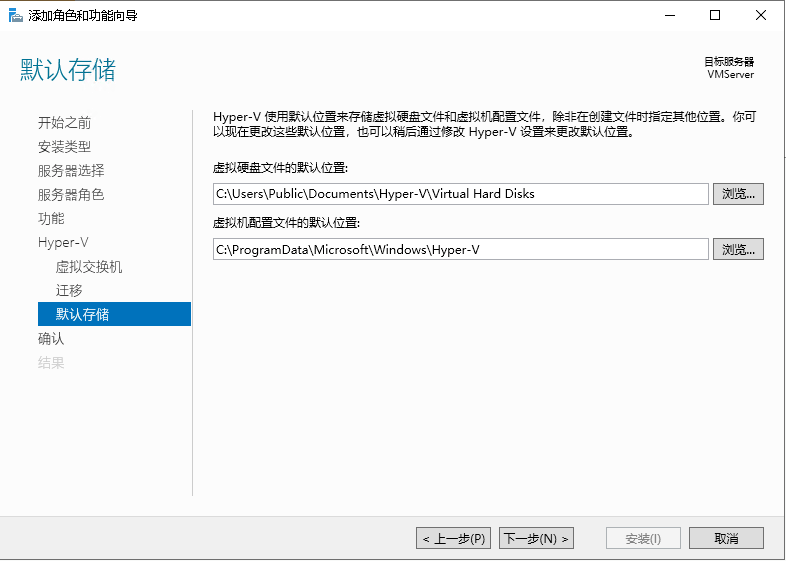 添加角色和功能向导
默认存储
目标服务器
VMServer
开始之前
安装类型
服务器选择
服务器角色
功能
Hyper-V
虚拟交换机
迁移
默认存储
确认
结果
Hyper-V 使用默认位置来存储虚拟硬盘文件和虚拟机配置文件，除非在创建文件时指定其他位置。你可
以现在更改这些默认位置，也可以稍后通过修改 Hyper-V 设置来更改默认位置。
虚拟硬盘文件的默认位置:
C:\Users\Public\Documents\Hyper-V\Virtual Hard Disks 浏览...
虚拟机配置文件的默认位置:
C:\ProgramData\Microsoft\Windows\Hyper-V 浏览...
< 上一步(P) 下一步(N) > 安装(I) 取消